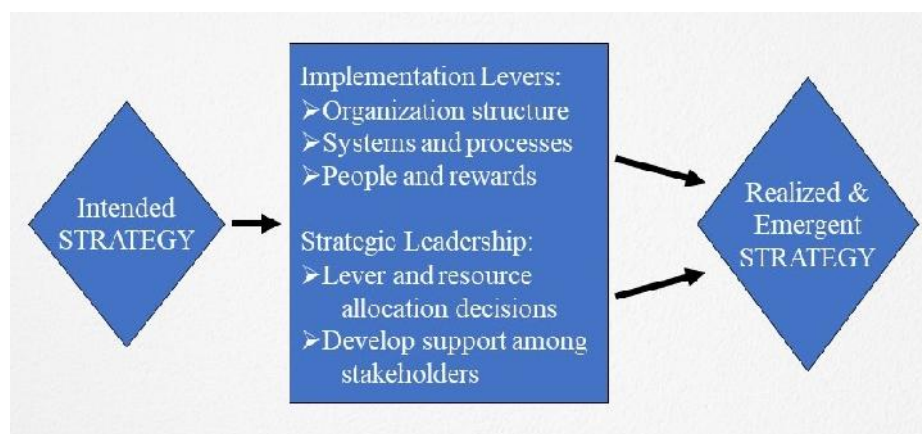 Intended
STRATEGY
Implementation Levers:
➤Organization structure
➤Systems and processes
➤People and rewards
Strategic Leadership:
➤Lever and resource
allocation decisions
➤Develop support among
stakeholders
Realized &
Emergent
STRATEGY